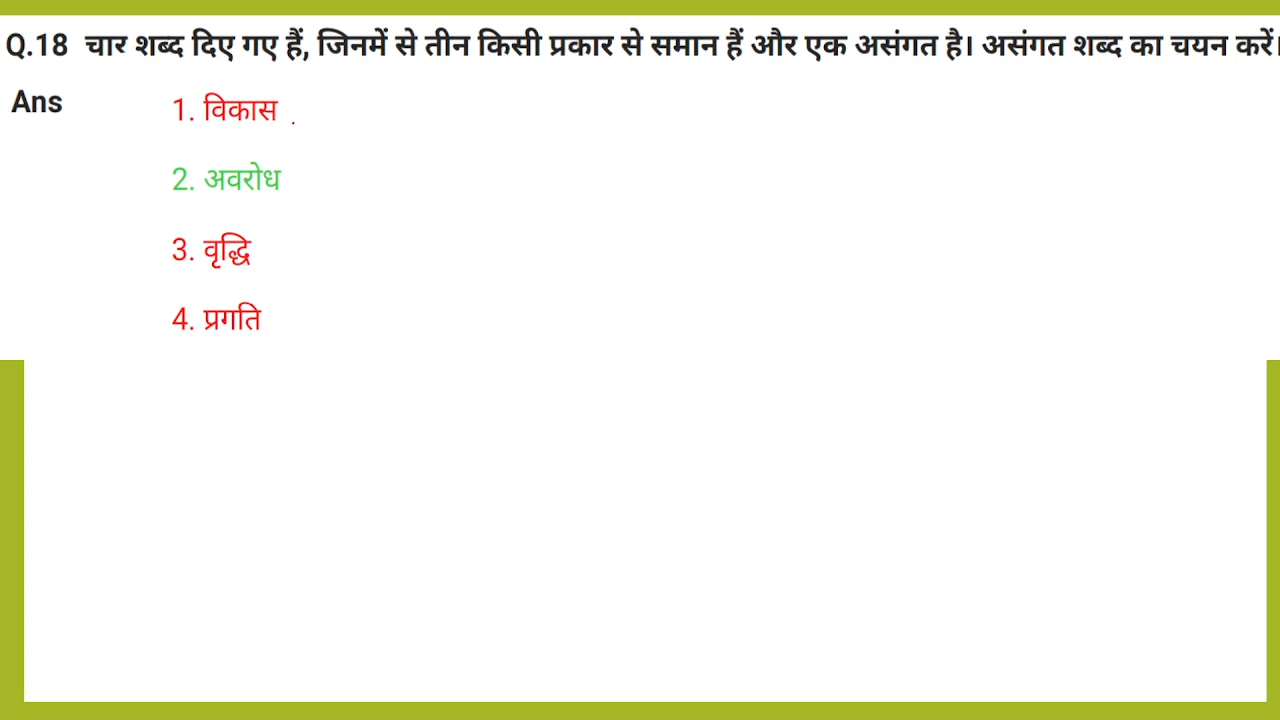 Q.18 चार शब्द दिए गए हैं, जिनमें से तीन किसी प्रकार से समान हैं और एक असंगत है। असंगत शब्द का चयन करें।
Ans 1. विकास
2. अवरोध
3. वृद्धि
4. प्रगति